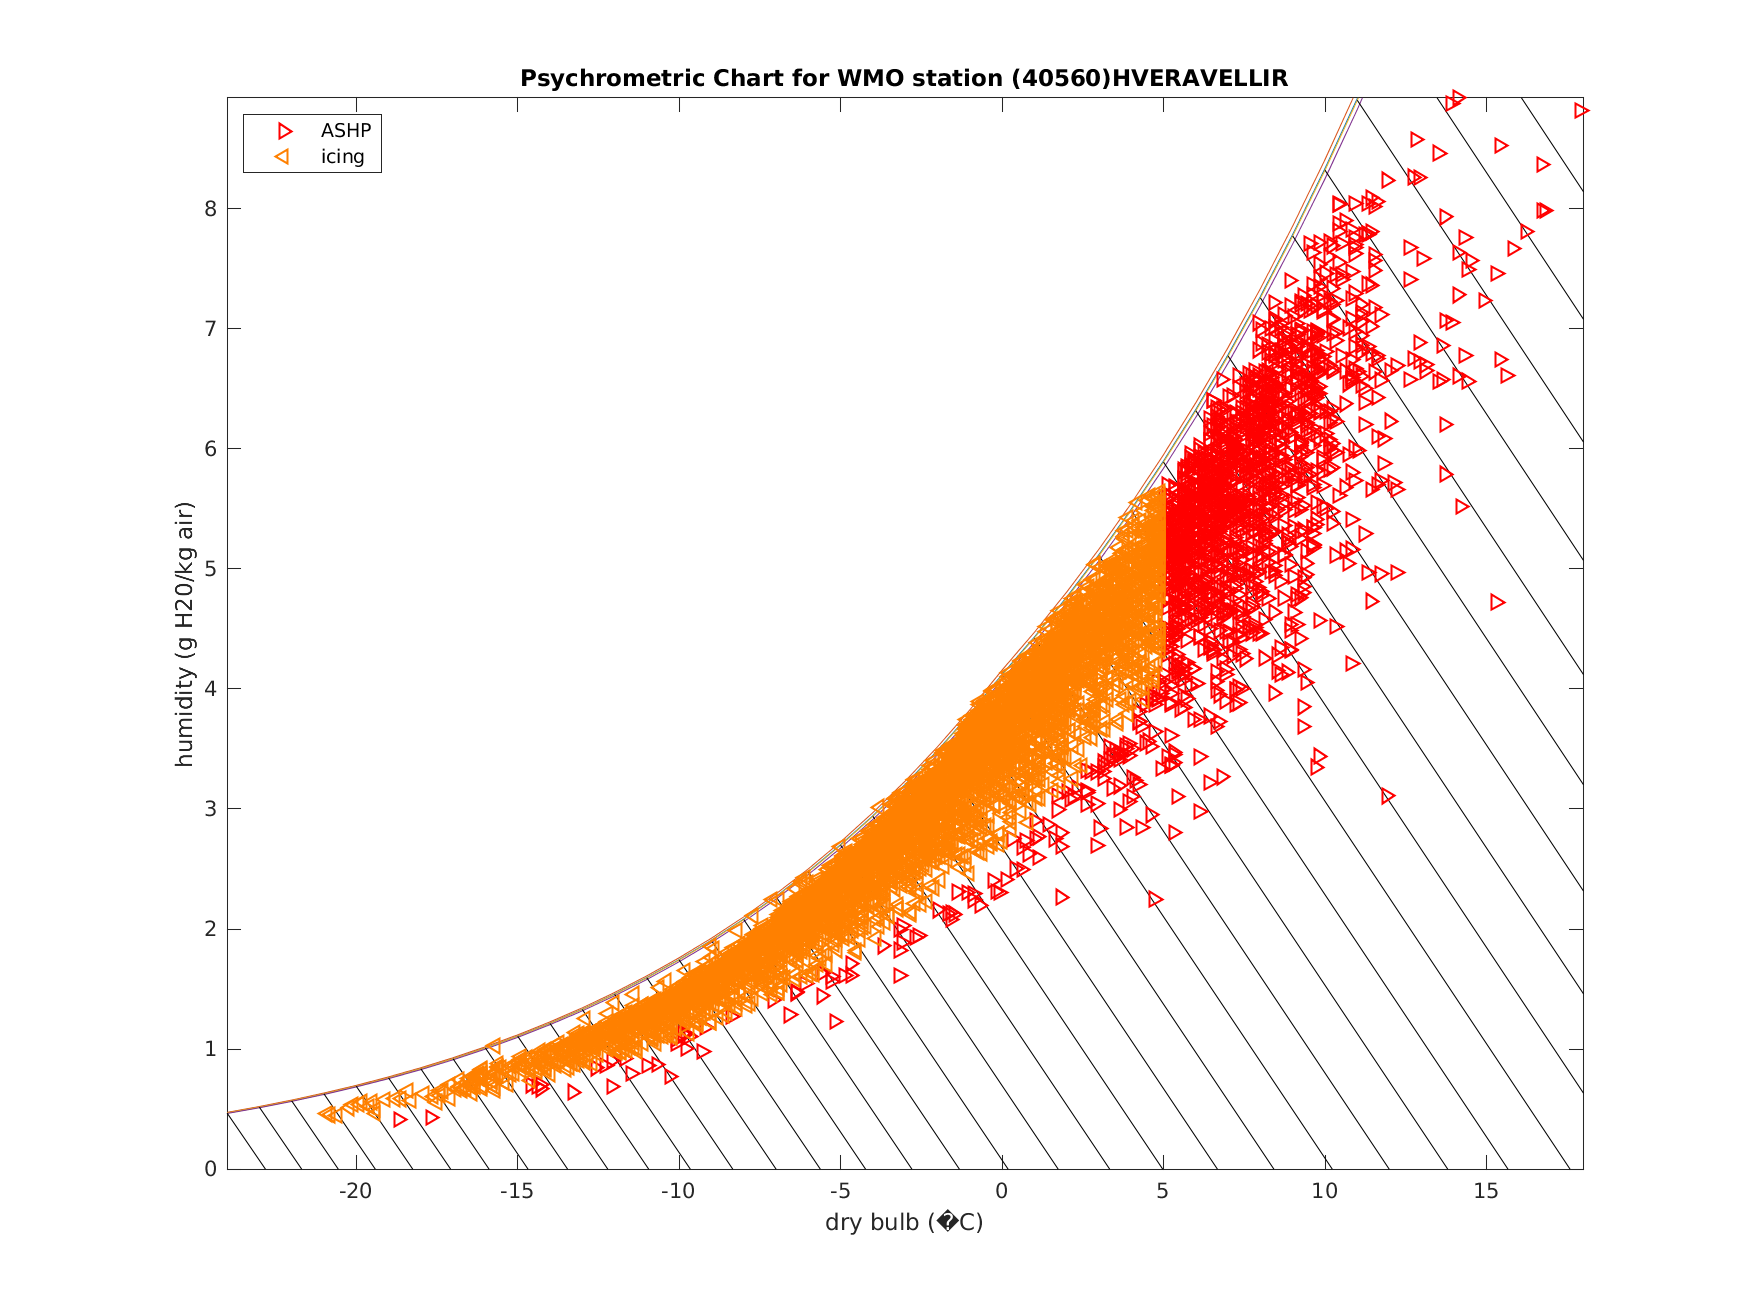 Psychrometric Chart for WMO station (40560)HVERAVELLIR
ASHP
icing
humidity (g H20/kg air)
8
7
6
5
4
3
2
1
0
-20 -15 -10 -5 0 5 10 15
dry bulb (�C)